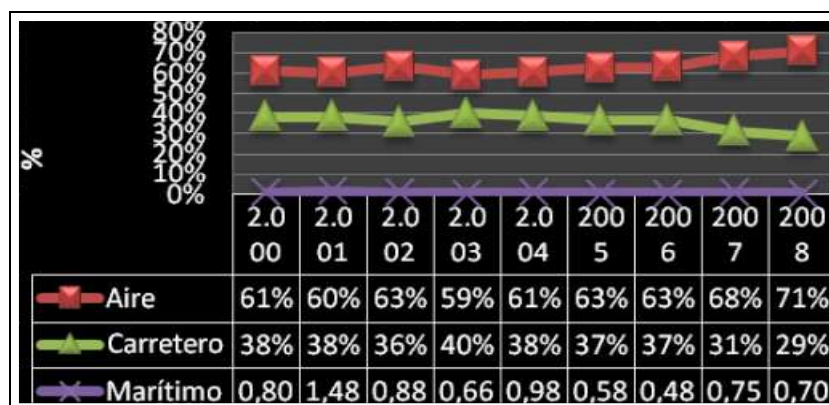 80%
70%
60%
50%
40%
30%
20%
10%
0%
%
2.0 2.0 2.0 2.0 2.0 200 200 200 200
00 01 02 03 04 5 6 7 8
Aire 61% 60% 63% 59% 61% 63% 63% 68% 71%
Carretero 38% 38% 36% 40% 38% 37% 37% 31% 29%
Marítimo 0,80 1,48 0,88 0,66 0,98 0,58 0,48 0,75 0,70